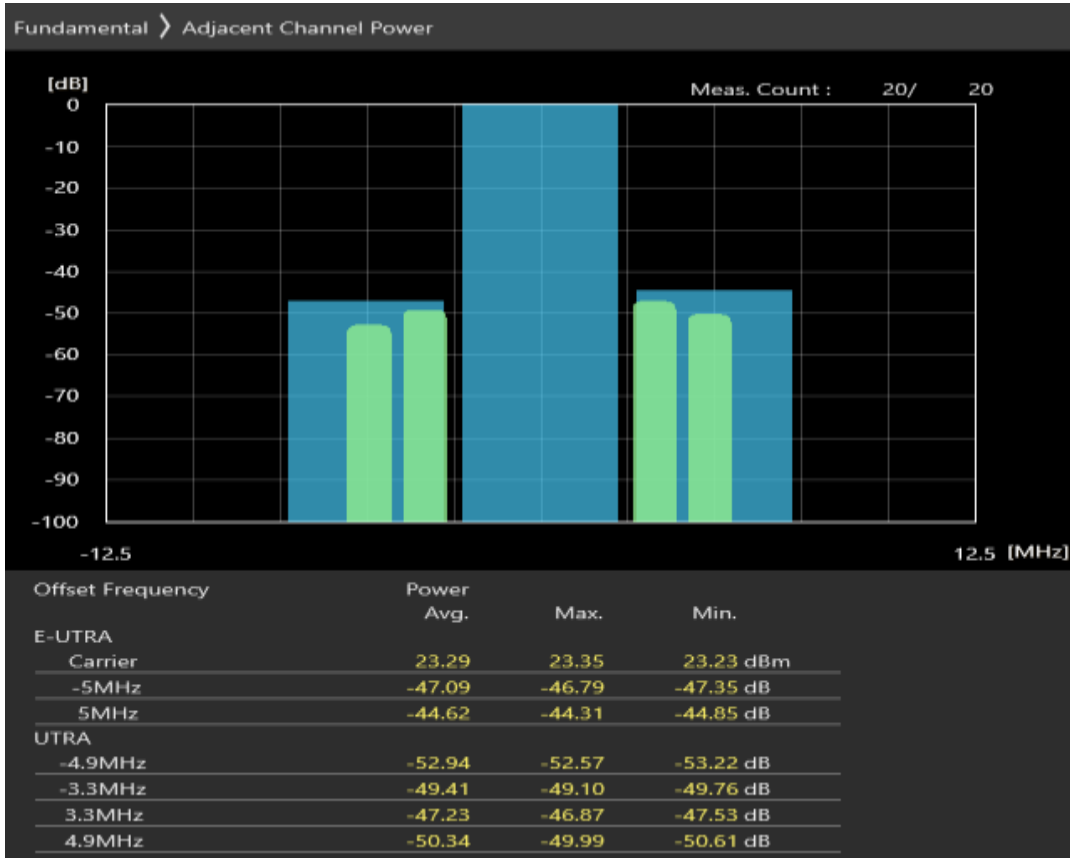 Fundamental 〉 Adjacent Channel Power
[dB]
Meas. Count : 20/ 20
0
-10
-20
-30
-40
-50
-60
-70
-80
-90
-100
-12.5 12.5 [MHz]
Offset Frequency Power
Avg. Max. Min.
E-UTRA
Carrier 23.29 23.35 23.23 dBm
-5MHz -47.09 -46.79 -47.35 dB
5MHz -44.62 -44.31 -44.85 dB
UTRA
-4.9MHz -52.94 -52.57 -53.22 dB
-3.3MHz -49.41 -49.10 -49.76 dB
3.3MHz -47.23 -46.87 -47.53 dB
4.9MHz -50.34 -49.99 -50.61 dB